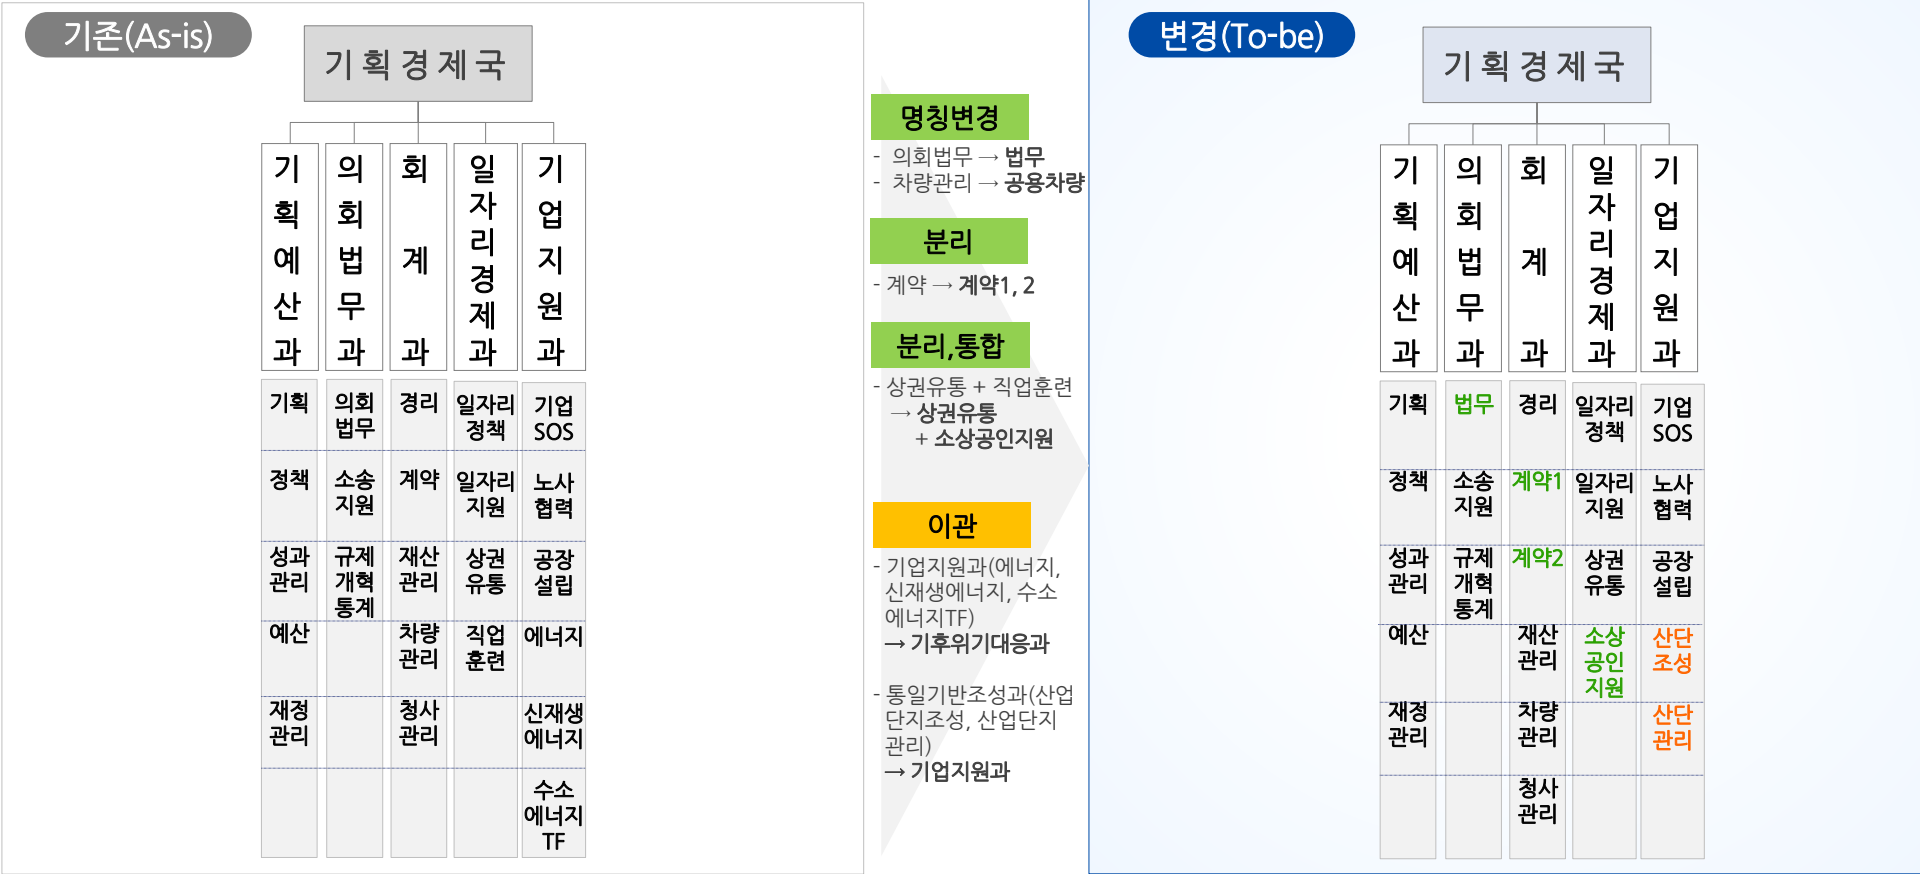 기존(As-is)
기획경제국
기획예산과
의회법무과
회계과
일자리경제과
기업지원과
기획
의회
법무
경리
일자리
정책
기업
SOS
정책
소송
지원
계약
일자리
지원
노사
협력
성과
관리
규제
개혁
통계
재산
관리
상권
유통
공장
설립
예산
차량
관리
직업
훈련
에너지
재정
관리
청사
관리
신재생
에너지
수소
에너지
TF
명칭변경
- 의회법무 → 법무
- 차량관리 → 공용차량
분리
- 계약 → 계약1, 2
분리,통합
- 상권유통 + 직업훈련
→ 상권유통
+ 소상공인지원
이관
- 기업지원과(에너지,
신재생에너지, 수소
에너지TF)
→ 기후위기대응과
- 통일기반조성과(산업
단지조성, 산업단지
관리)
→ 기업지원과
변경(To-be)
기획경제국
기획예산과
의회법무과
회계과
일자리경제과
기업지원과
기획
법무
경리
일자리
정책
기업
SOS
정책
소송
지원
계약1
일자리
지원
노사
협력
성과
관리
규제
개혁
통계
계약2
상권
유통
공장
설립
예산
재산
관리
소상
공인
지원
산단
조성
재정
관리
차량
관리
산단
관리
청사
관리